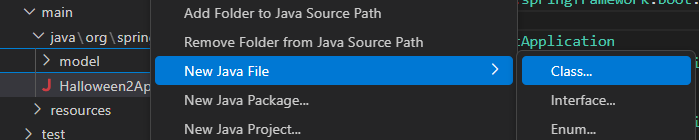 main
java\org\sprin
model
Halloween2Ap
resources
test
Add Folder to Java Source Path
Remove Folder from Java Source Path
New Java File
New Java Package...
New Java Project...
springframework.boot.
tApplication
Class...
Interface...
Enum...